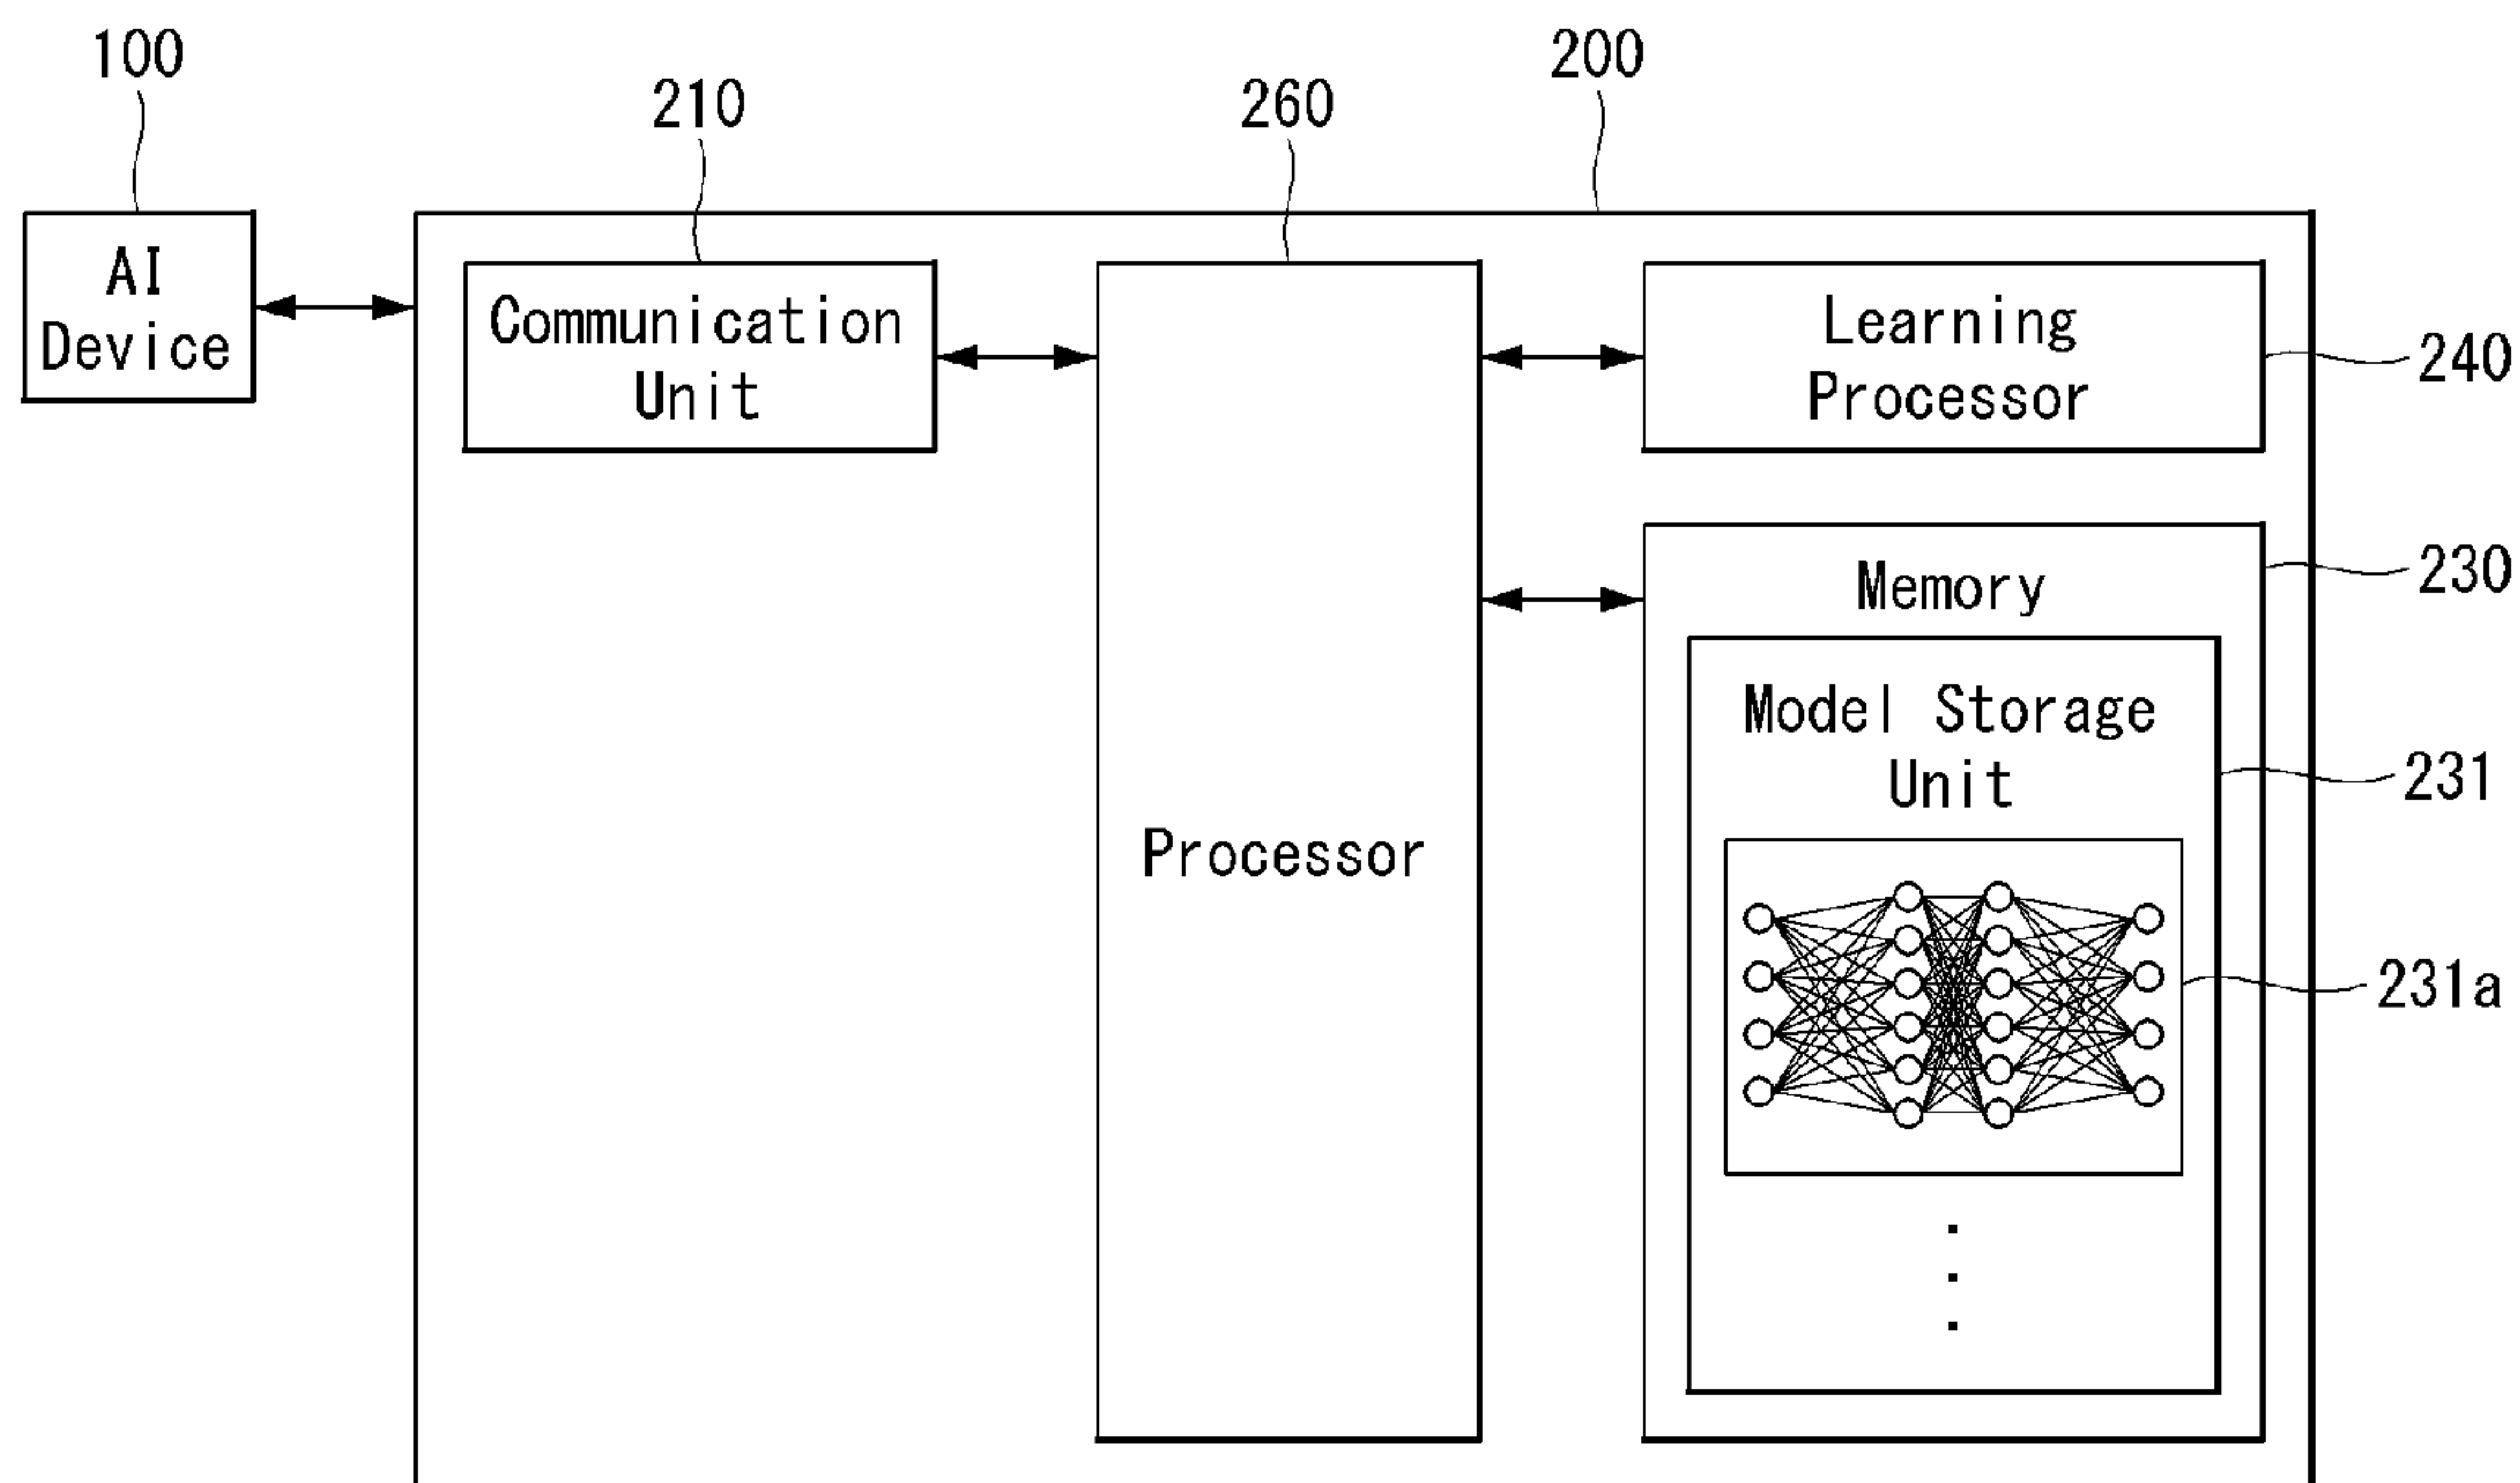 100
200
210
260
AI
Device
Communication
Unit
Learning
Processor
240
Memory
230
Model Storage
Unit
231
Processor
231a